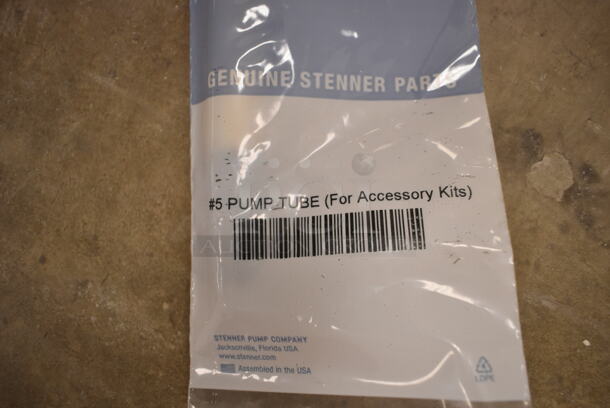 GENUINE STENNER PARTS
#5 PUMP TUBE (For Accessory Kits)
STENNER PUMP COMPANY
Jacksonville, Florida USA
www.stenner.com
Assembled in the USA
4
LDPE